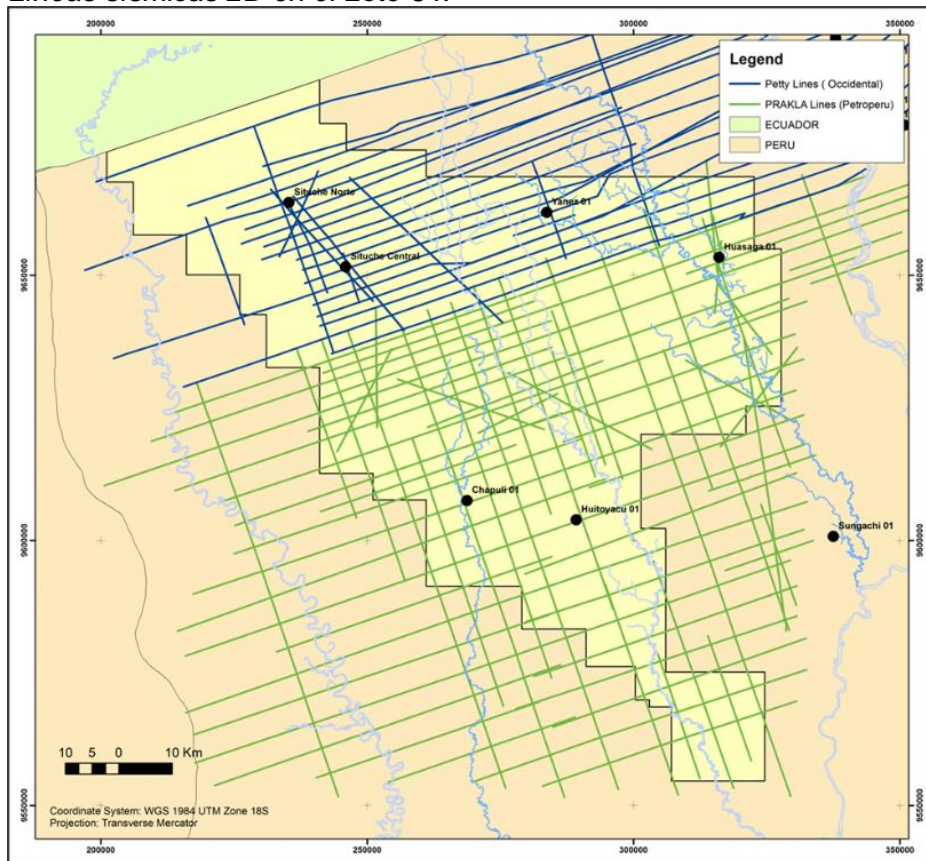 Líneas sísmicas 2D en el Lote 64.
200000
250000
300000
350000
Legend
Petty Lines ( Occidental)
PRAKLA Lines (Petroperu)
ECUADOR
PERU
Situche Norte
Yanez 01
Situche Central
Huasaga 01
9650000
9650000
Chapuli 01
Huitoyacu 01
Sungachi 01
9600000
9600000
10 5 0 10 Km
9550000
9550000
Coordinate System: WGS 1984 UTM Zone 18S
Projection: Transverse Mercator
200000
250000
300000
350000